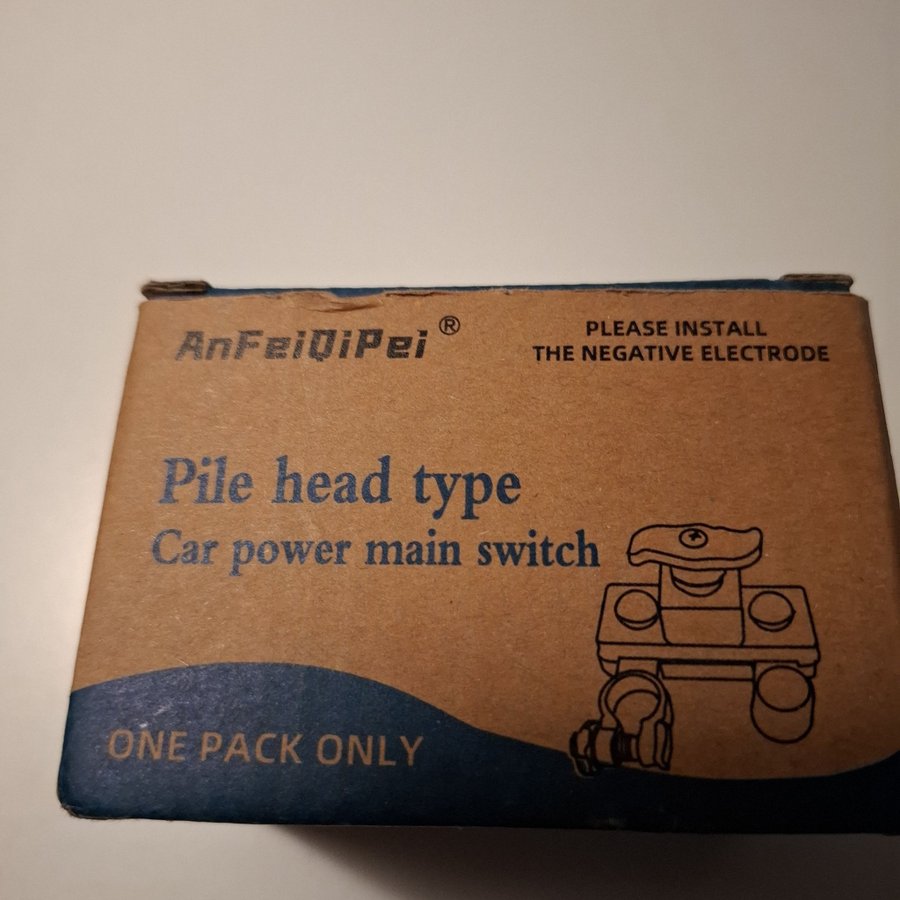 AnFeiQiPei®
PLEASE INSTALL
THE NEGATIVE ELECTRODE
Pile head type
Car power main switch
ONE PACK ONLY